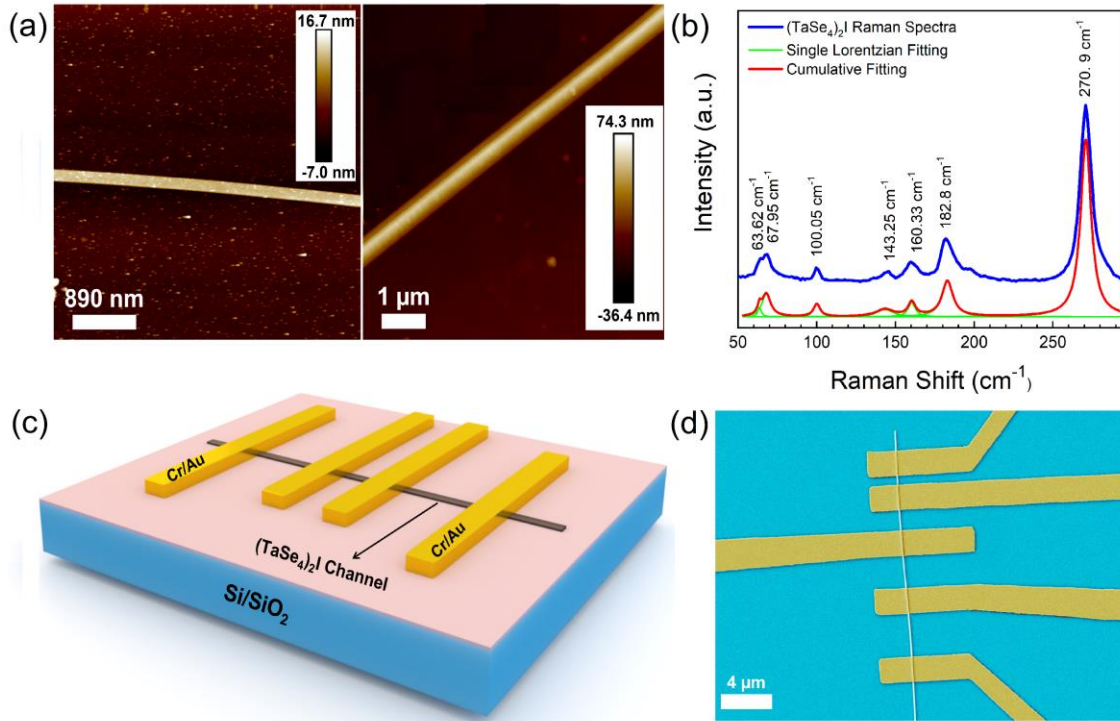 (a)
16.7 nm
-7.0 nm
890 nm
74.3 nm
-36.4 nm
1 µm
(b)
(TaSe₄)₂I Raman Spectra
Single Lorentzian Fitting
Cumulative Fitting
63.62 cm⁻¹
67.95 cm⁻¹
100.05 cm⁻¹
143.25 cm⁻¹
160.33 cm⁻¹
182.8 cm⁻¹
270. 9 cm⁻¹
Intensity (a.u.)
50 100 150 200 250
Raman Shift (cm⁻¹)
(c)
Cr/Au
Cr/Au
(TaSe₄)₂I Channel
Si/SiO₂
(d)
4 µm